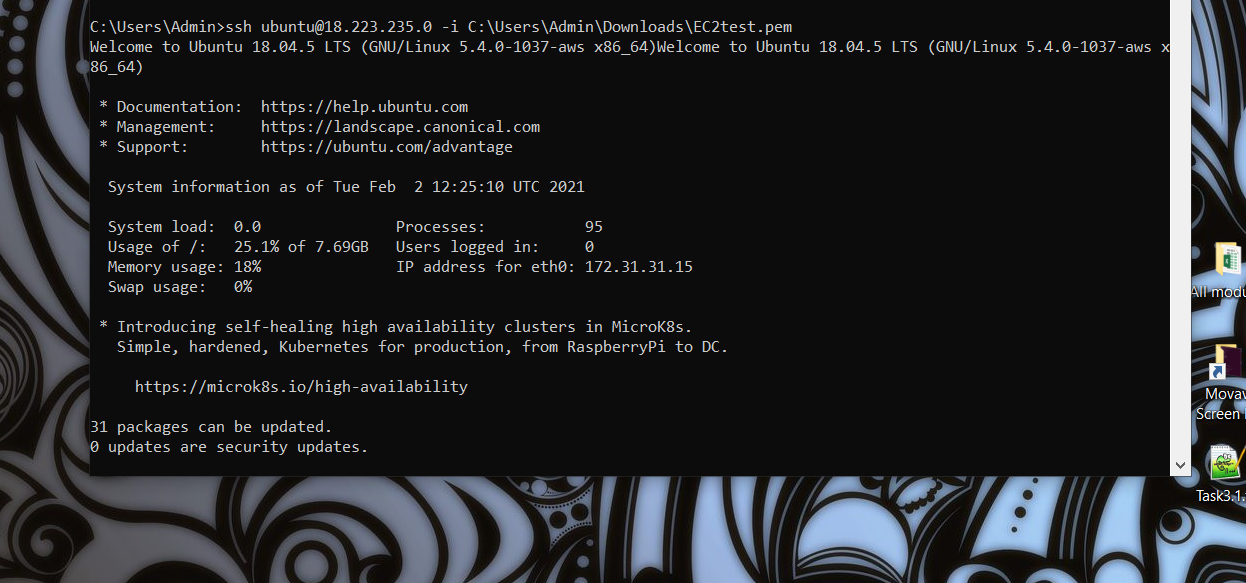 C:\Users\Admin>ssh ubuntu@18.223.235.0 -i C:\Users\Admin\Downloads\EC2test.pem
Welcome to Ubuntu 18.04.5 LTS (GNU/Linux 5.4.0-1037-aws x86_64)Welcome to Ubuntu 18.04.5 LTS (GNU/Linux 5.4.0-1037-aws x
86_64)
* Documentation:  https://help.ubuntu.com
* Management:     https://landscape.canonical.com
* Support:        https://ubuntu.com/advantage
System information as of Tue Feb  2 12:25:10 UTC 2021
System load:  0.0               Processes:           95
Usage of /:   25.1% of 7.69GB   Users logged in:     0
Memory usage: 18%               IP address for eth0: 172.31.31.15
Swap usage:   0%
* Introducing self-healing high availability clusters in MicroK8s.
Simple, hardened, Kubernetes for production, from RaspberryPi to DC.
https://microk8s.io/high-availability
31 packages can be updated.
0 updates are security updates.
All modu
Movav
Screen
Task3.1.